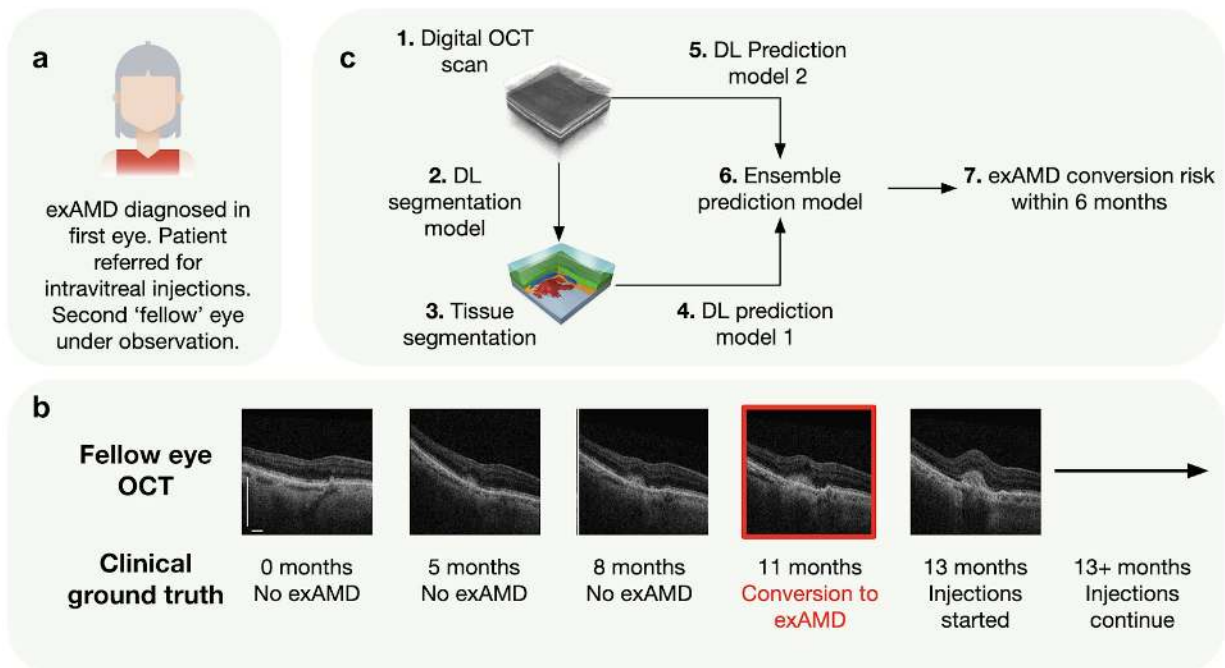 a
exAMD diagnosed in
first eye. Patient
referred for
intravitreal injections.
Second ‘fellow’ eye
under observation.
c
1. Digital OCT
scan
5. DL Prediction
model 2
2. DL
segmentation
model
6. Ensemble
prediction model
7. exAMD conversion risk
within 6 months
3. Tissue
segmentation
4. DL prediction
model 1
b
Fellow eye
OCT
Clinical
ground truth
0 months
No exAMD
5 months
No exAMD
8 months
No exAMD
11 months
Conversion to
exAMD
13 months
Injections
started
13+ months
Injections
continue